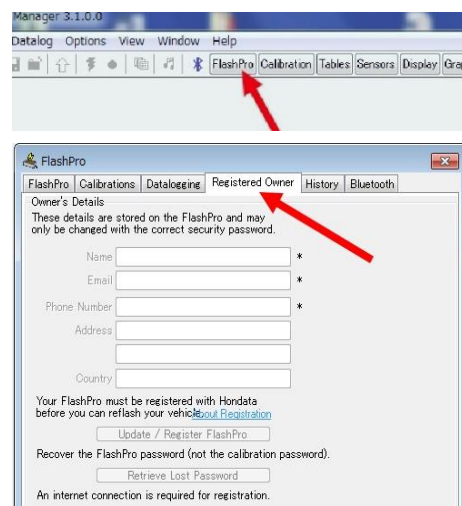 Manager 3.1.0.0
Datalog Options View Window Help
FlashPro Calibration Tables Sensors Display Gra
FlashPro
FlashPro Calibrations Datalogging Registered Owner History Bluetooth
Owner's Details
These details are stored on the FlashPro and may
only be changed with the correct security password.
Name *
Email *
Phone Number *
Address
Country
Your FlashPro must be registered with Hondata
before you can reflash your vehicle. About Registration
Update / Register FlashPro
Recover the FlashPro password (not the calibration password).
Retrieve Lost Password
An internet connection is required for registration.